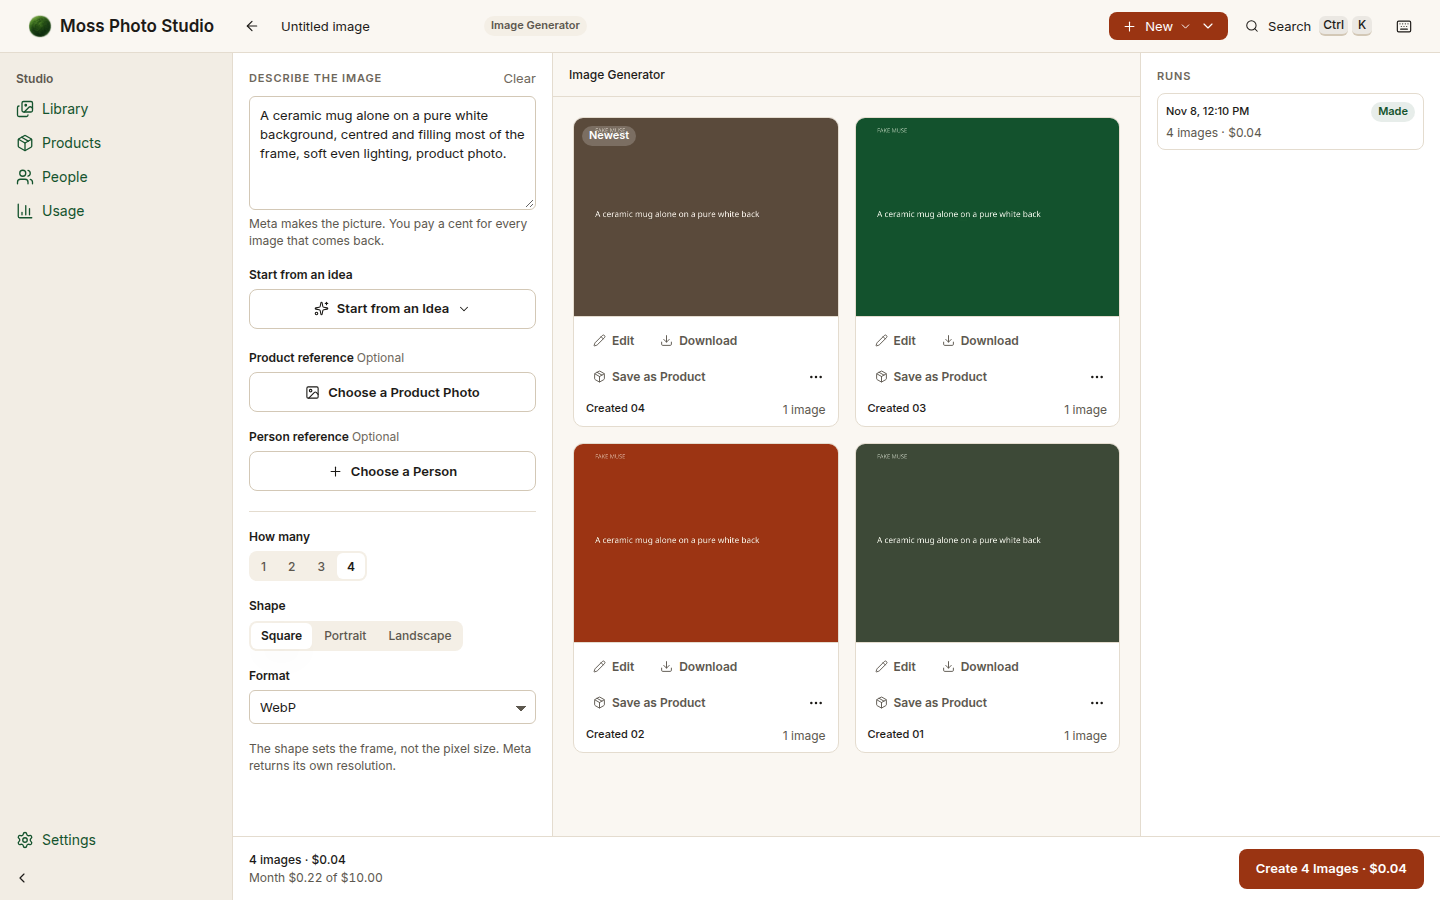 Moss Photo Studio
Untitled image
Image Generator
New
Search
Ctrl
K
Studio
Library
Products
People
Usage
Settings
DESCRIBE THE IMAGE
Clear
A ceramic mug alone on a pure white
background, centred and filling most of the
frame, soft even lighting, product photo.
Meta makes the picture. You pay a cent for every
image that comes back.
Start from an idea
Start from an Idea
Product reference Optional
Choose a Product Photo
Person reference Optional
Choose a Person
How many
1
2
3
4
Shape
Square
Portrait
Landscape
Format
WebP
The shape sets the frame, not the pixel size. Meta
returns its own resolution.
Image Generator
FAKE MUSE
Newest
A ceramic mug alone on a pure white back
Edit
Download
Save as Product
Created 04
1 image
FAKE MUSE
A ceramic mug alone on a pure white back
Edit
Download
Save as Product
Created 03
1 image
FAKE MUSE
A ceramic mug alone on a pure white back
Edit
Download
Save as Product
Created 02
1 image
FAKE MUSE
A ceramic mug alone on a pure white back
Edit
Download
Save as Product
Created 01
1 image
RUNS
Nov 8, 12:10 PM
Made
4 images · $0.04
4 images · $0.04
Month $0.22 of $10.00
Create 4 Images · $0.04